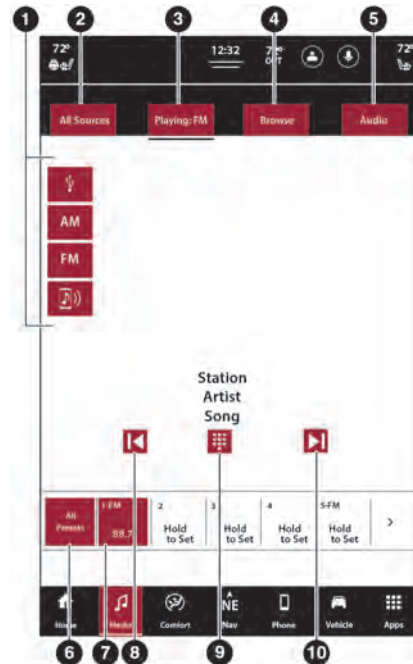 1 2 3 4 5
72° 12:32 72° 72°
OUT
All Sources Playing: FM Browse Audio
AM
FM
Station
Artist
Song
All
Presets
1-FM
88.7
2
Hold
to Set
3
Hold
to Set
4
Hold
to Set
5-FM
Hold
to Set
>
Home Media Comfort NE
Nav Phone Vehicle Apps
6 7 8 9 10